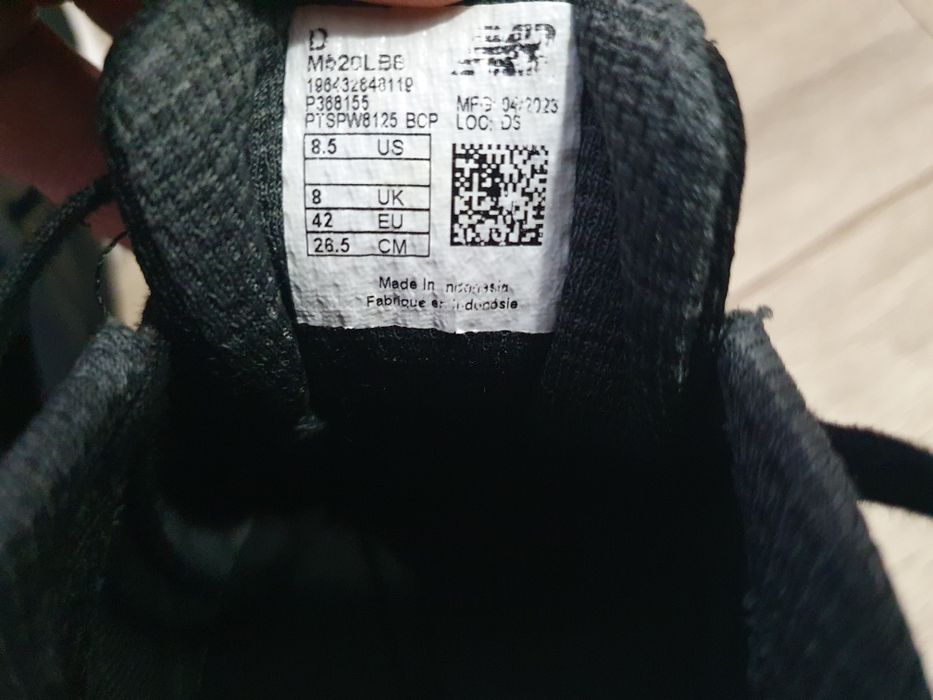 D
M520LB8
196432848119
P368155
PTSPW8125 BCP
MFG: 04/2023
LOC: DS
8.5 US
8 UK
42 EU
26.5 CM
Made In Indonesia
Fabrique en Indonésie